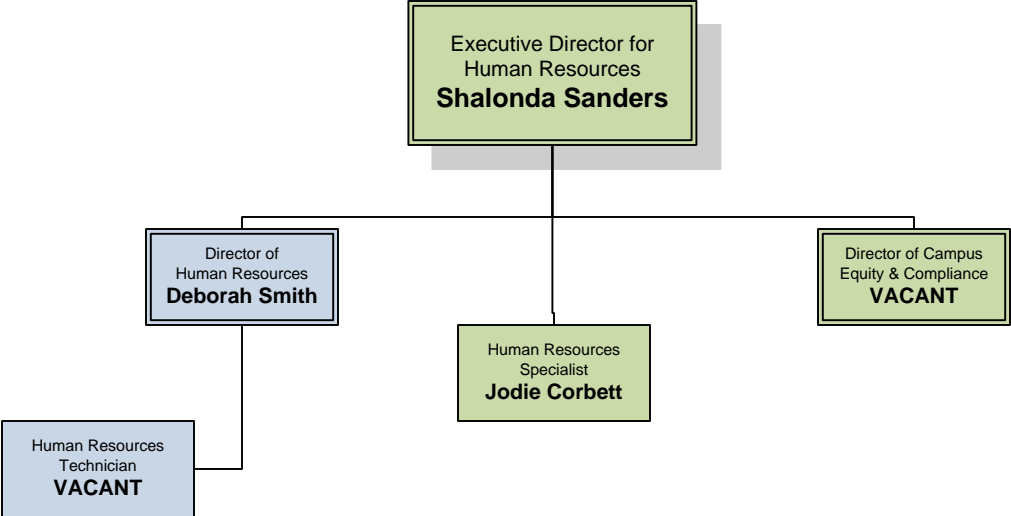 Executive Director for
Human Resources
Shalonda Sanders
Director of
Human Resources
Deborah Smith
Director of Campus
Equity & Compliance
VACANT
Human Resources
Specialist
Jodie Corbett
Human Resources
Technician
VACANT